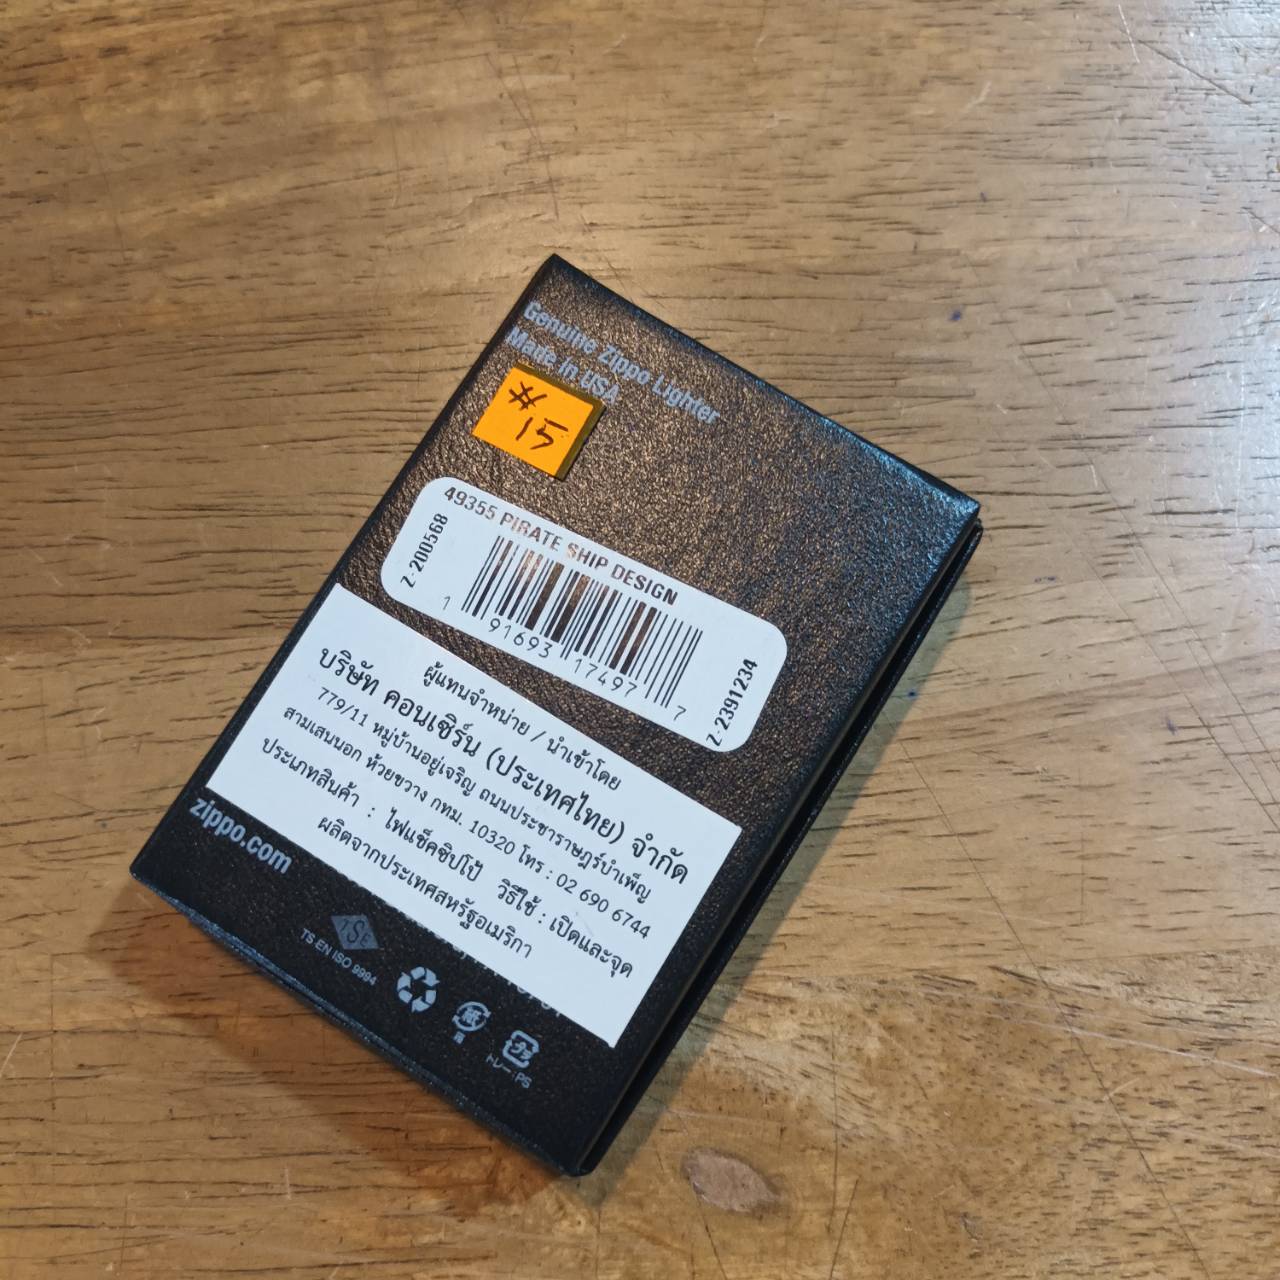 Genuine Zippo Lighter
Made in USA
#
15
49355 PIRATE SHIP DESIGN
Z-200568
1 91693 17497 7
Z-2391234
ผู้แทนจำหน่าย / นำเข้าโดย
บริษัท คอนเซิร์น (ประเทศไทย) จำกัด
779/11 หมู่บ้านอยู่เจริญ ถนนประชาราษฎร์บำเพ็ญ
สามเสนนอก ห้วยขวาง กทม. 10320 โทร : 02 690 6744
ประเภทสินค้า : ไฟแช็คซิปโป้ วิธีใช้ : เปิดและจุด
ผลิตจากประเทศสหรัฐอเมริกา
zippo.com
TSE
TS EN ISO 9994
紙
プラ
トレー:PS